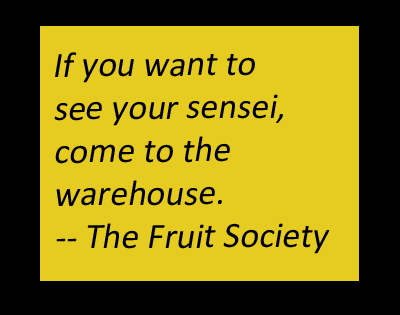 If you want to
see your sensei,
come to the
warehouse.
-- The Fruit Society